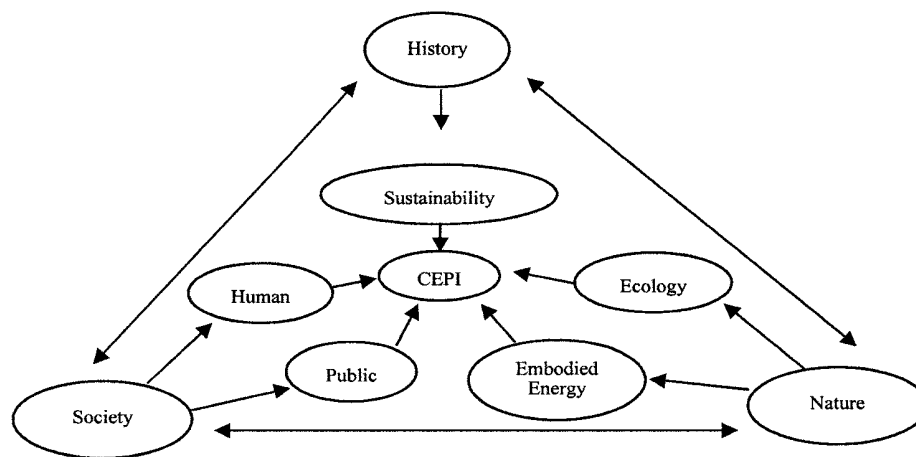 History
Sustainability
CEPI
Human
Ecology
Public
Embodied
Energy
Society
Nature